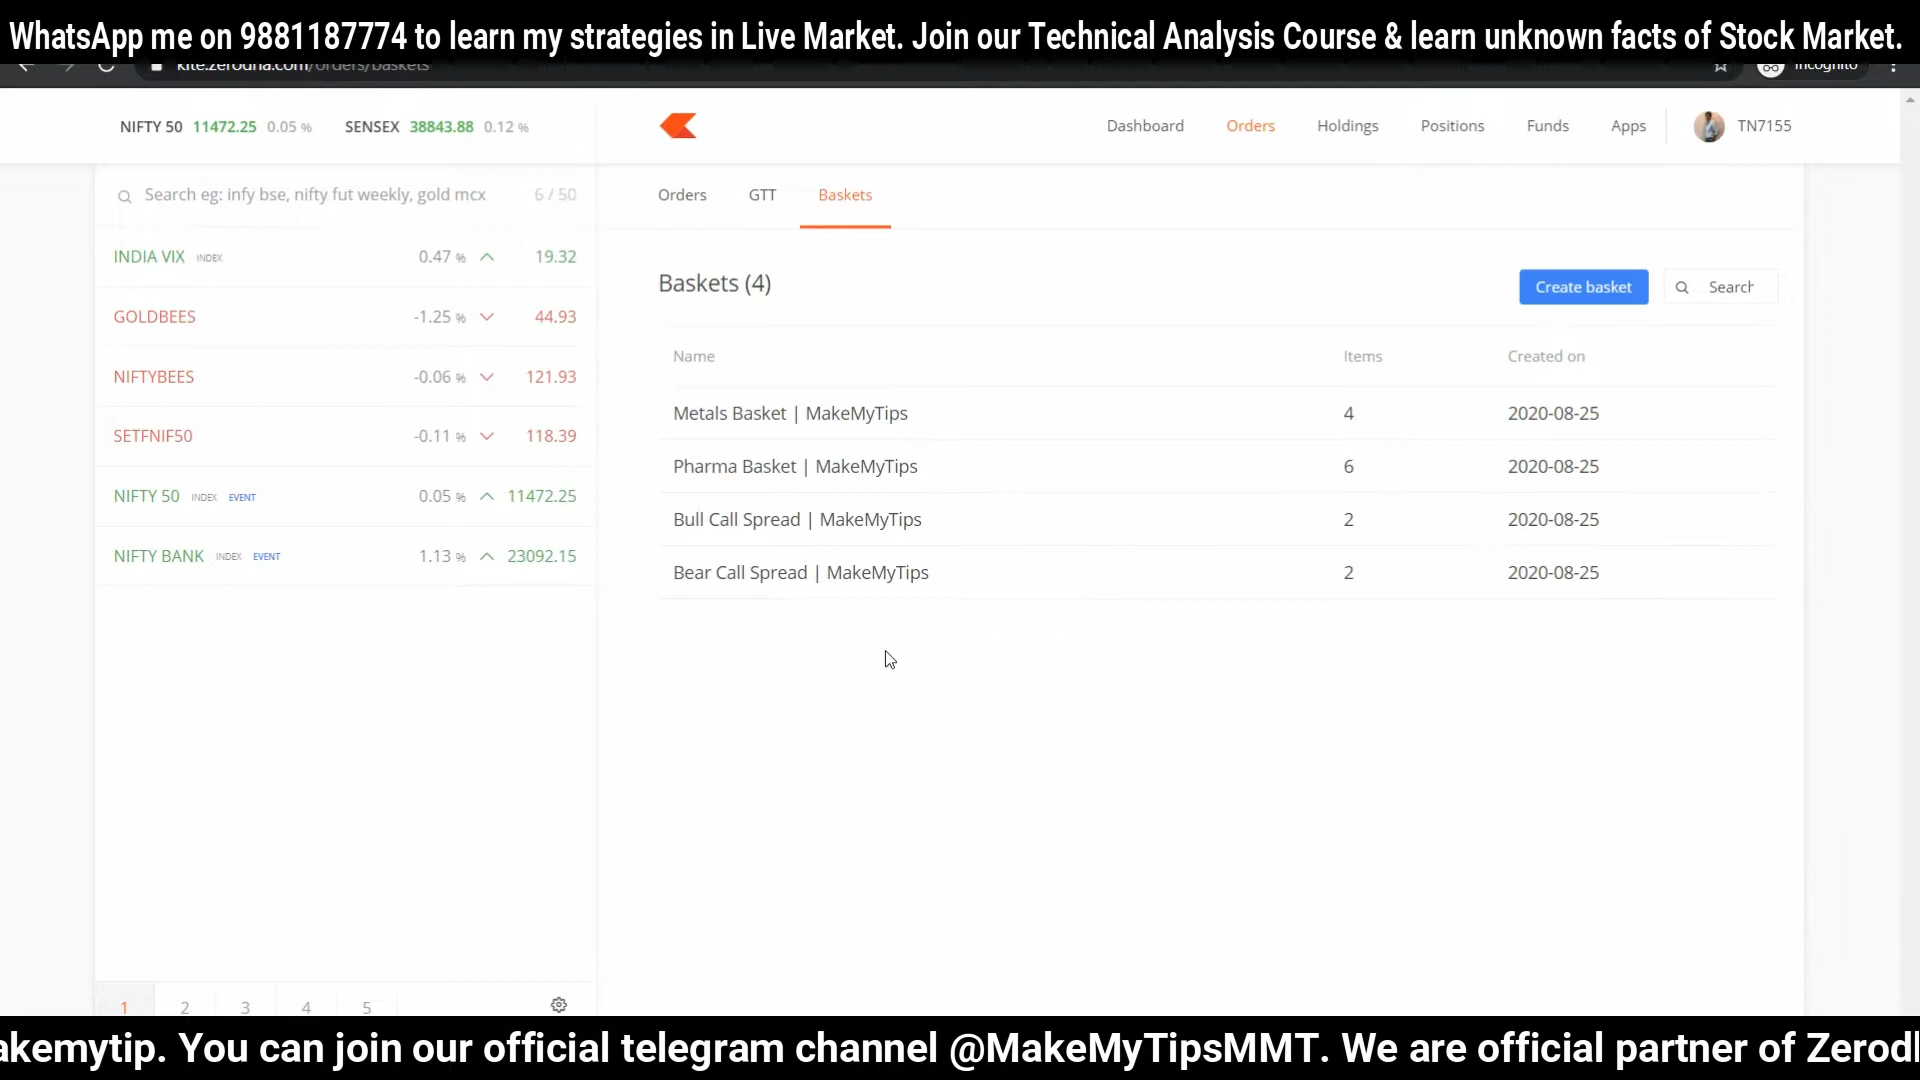 WhatsApp me on 9881187774 to learn my strategies in Live Market. Join our Technical Analysis Course & learn unknown facts of Stock Market.
kite.zerodha.com/orders/baskets Incognito
NIFTY 50 11472.25 0.05 % SENSEX 38843.88 0.12 %
Dashboard Orders Holdings Positions Funds Apps TN7155
Search eg: infy bse, nifty fut weekly, gold mcx 6 / 50
Orders GTT Baskets
INDIA VIX INDEX 0.47 % 19.32
GOLDBEES -1.25 % 44.93
NIFTYBEES -0.06 % 121.93
SETFNIF50 -0.11 % 118.39
NIFTY 50 INDEX EVENT 0.05 % 11472.25
NIFTY BANK INDEX EVENT 1.13 % 23092.15
Baskets (4)
Create basket Search
Name Items Created on
Metals Basket | MakeMyTips 4 2020-08-25
Pharma Basket | MakeMyTips 6 2020-08-25
Bull Call Spread | MakeMyTips 2 2020-08-25
Bear Call Spread | MakeMyTips 2 2020-08-25
1 2 3 4 5
akemytip. You can join our official telegram channel @MakeMyTipsMMT. We are official partner of Zerod